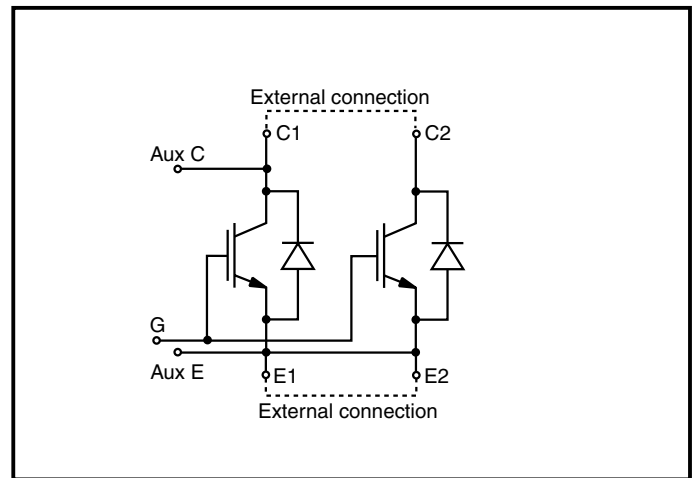 External connection
C1
C2
Aux C
G
Aux E
E1
E2
External connection